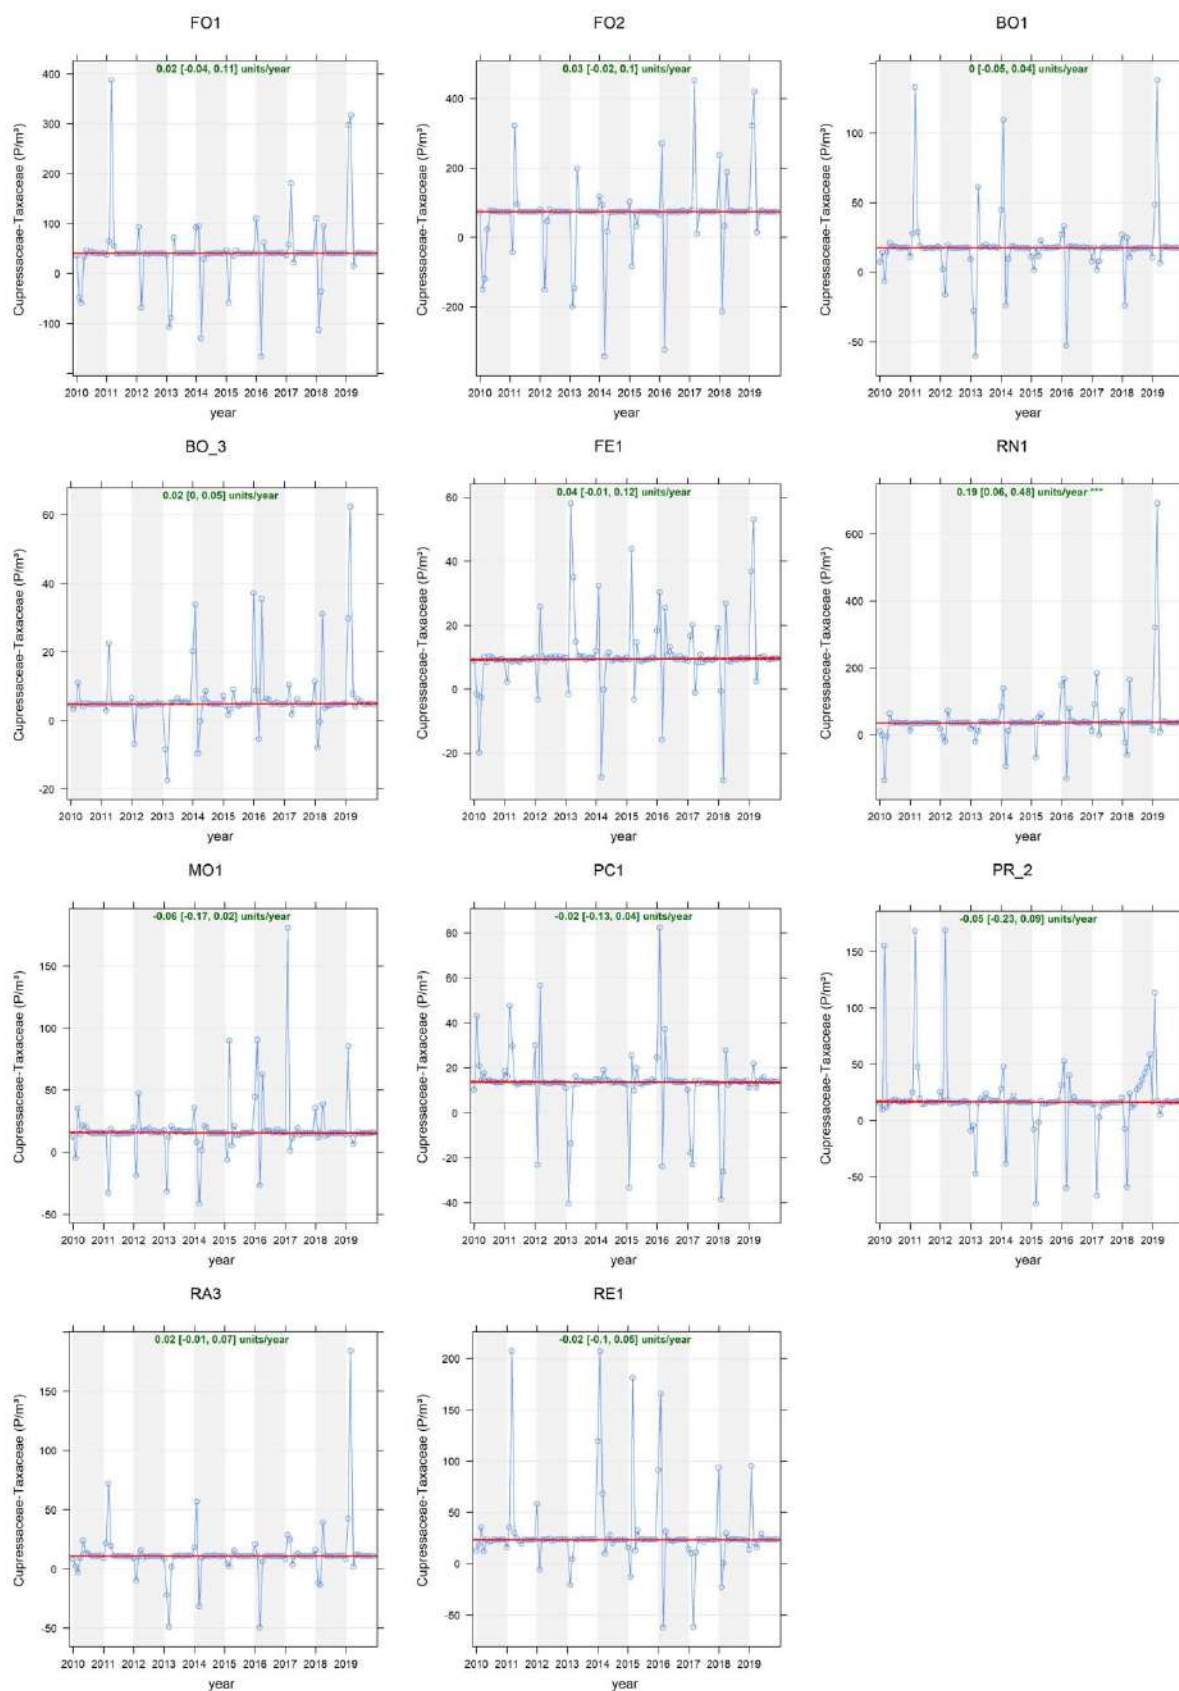 FO1
0.02 [-0.04, 0.11] units/year
Cupressaceae-Taxaceae (P/m³)
400
300
200
100
0
-100
2010 2011 2012 2013 2014 2015 2016 2017 2018 2019
year
FO2
0.03 [-0.02, 0.1] units/year
Cupressaceae-Taxaceae (P/m³)
400
200
0
-200
2010 2011 2012 2013 2014 2015 2016 2017 2018 2019
year
BO1
0 [-0.05, 0.04] units/year
Cupressaceae-Taxaceae (P/m³)
100
50
0
-50
2010 2011 2012 2013 2014 2015 2016 2017 2018 2019
year
BO_3
0.02 [0, 0.05] units/year
Cupressaceae-Taxaceae (P/m³)
60
40
20
0
-20
2010 2011 2012 2013 2014 2015 2016 2017 2018 2019
year
FE1
0.04 [-0.01, 0.12] units/year
Cupressaceae-Taxaceae (P/m³)
60
40
20
0
-20
2010 2011 2012 2013 2014 2015 2016 2017 2018 2019
year
RN1
0.19 [0.06, 0.48] units/year ***
Cupressaceae-Taxaceae (P/m³)
600
400
200
0
2010 2011 2012 2013 2014 2015 2016 2017 2018 2019
year
MO1
-0.06 [-0.17, 0.02] units/year
Cupressaceae-Taxaceae (P/m³)
150
100
50
0
-50
2010 2011 2012 2013 2014 2015 2016 2017 2018 2019
year
PC1
-0.02 [-0.13, 0.04] units/year
Cupressaceae-Taxaceae (P/m³)
80
60
40
20
0
-20
-40
2010 2011 2012 2013 2014 2015 2016 2017 2018 2019
year
PR_2
-0.05 [-0.23, 0.09] units/year
Cupressaceae-Taxaceae (P/m³)
150
100
50
0
-50
2010 2011 2012 2013 2014 2015 2016 2017 2018 2019
year
RA3
0.02 [-0.01, 0.07] units/year
Cupressaceae-Taxaceae (P/m³)
150
100
50
0
-50
2010 2011 2012 2013 2014 2015 2016 2017 2018 2019
year
RE1
-0.02 [-0.1, 0.05] units/year
Cupressaceae-Taxaceae (P/m³)
200
150
100
50
0
-50
2010 2011 2012 2013 2014 2015 2016 2017 2018 2019
year